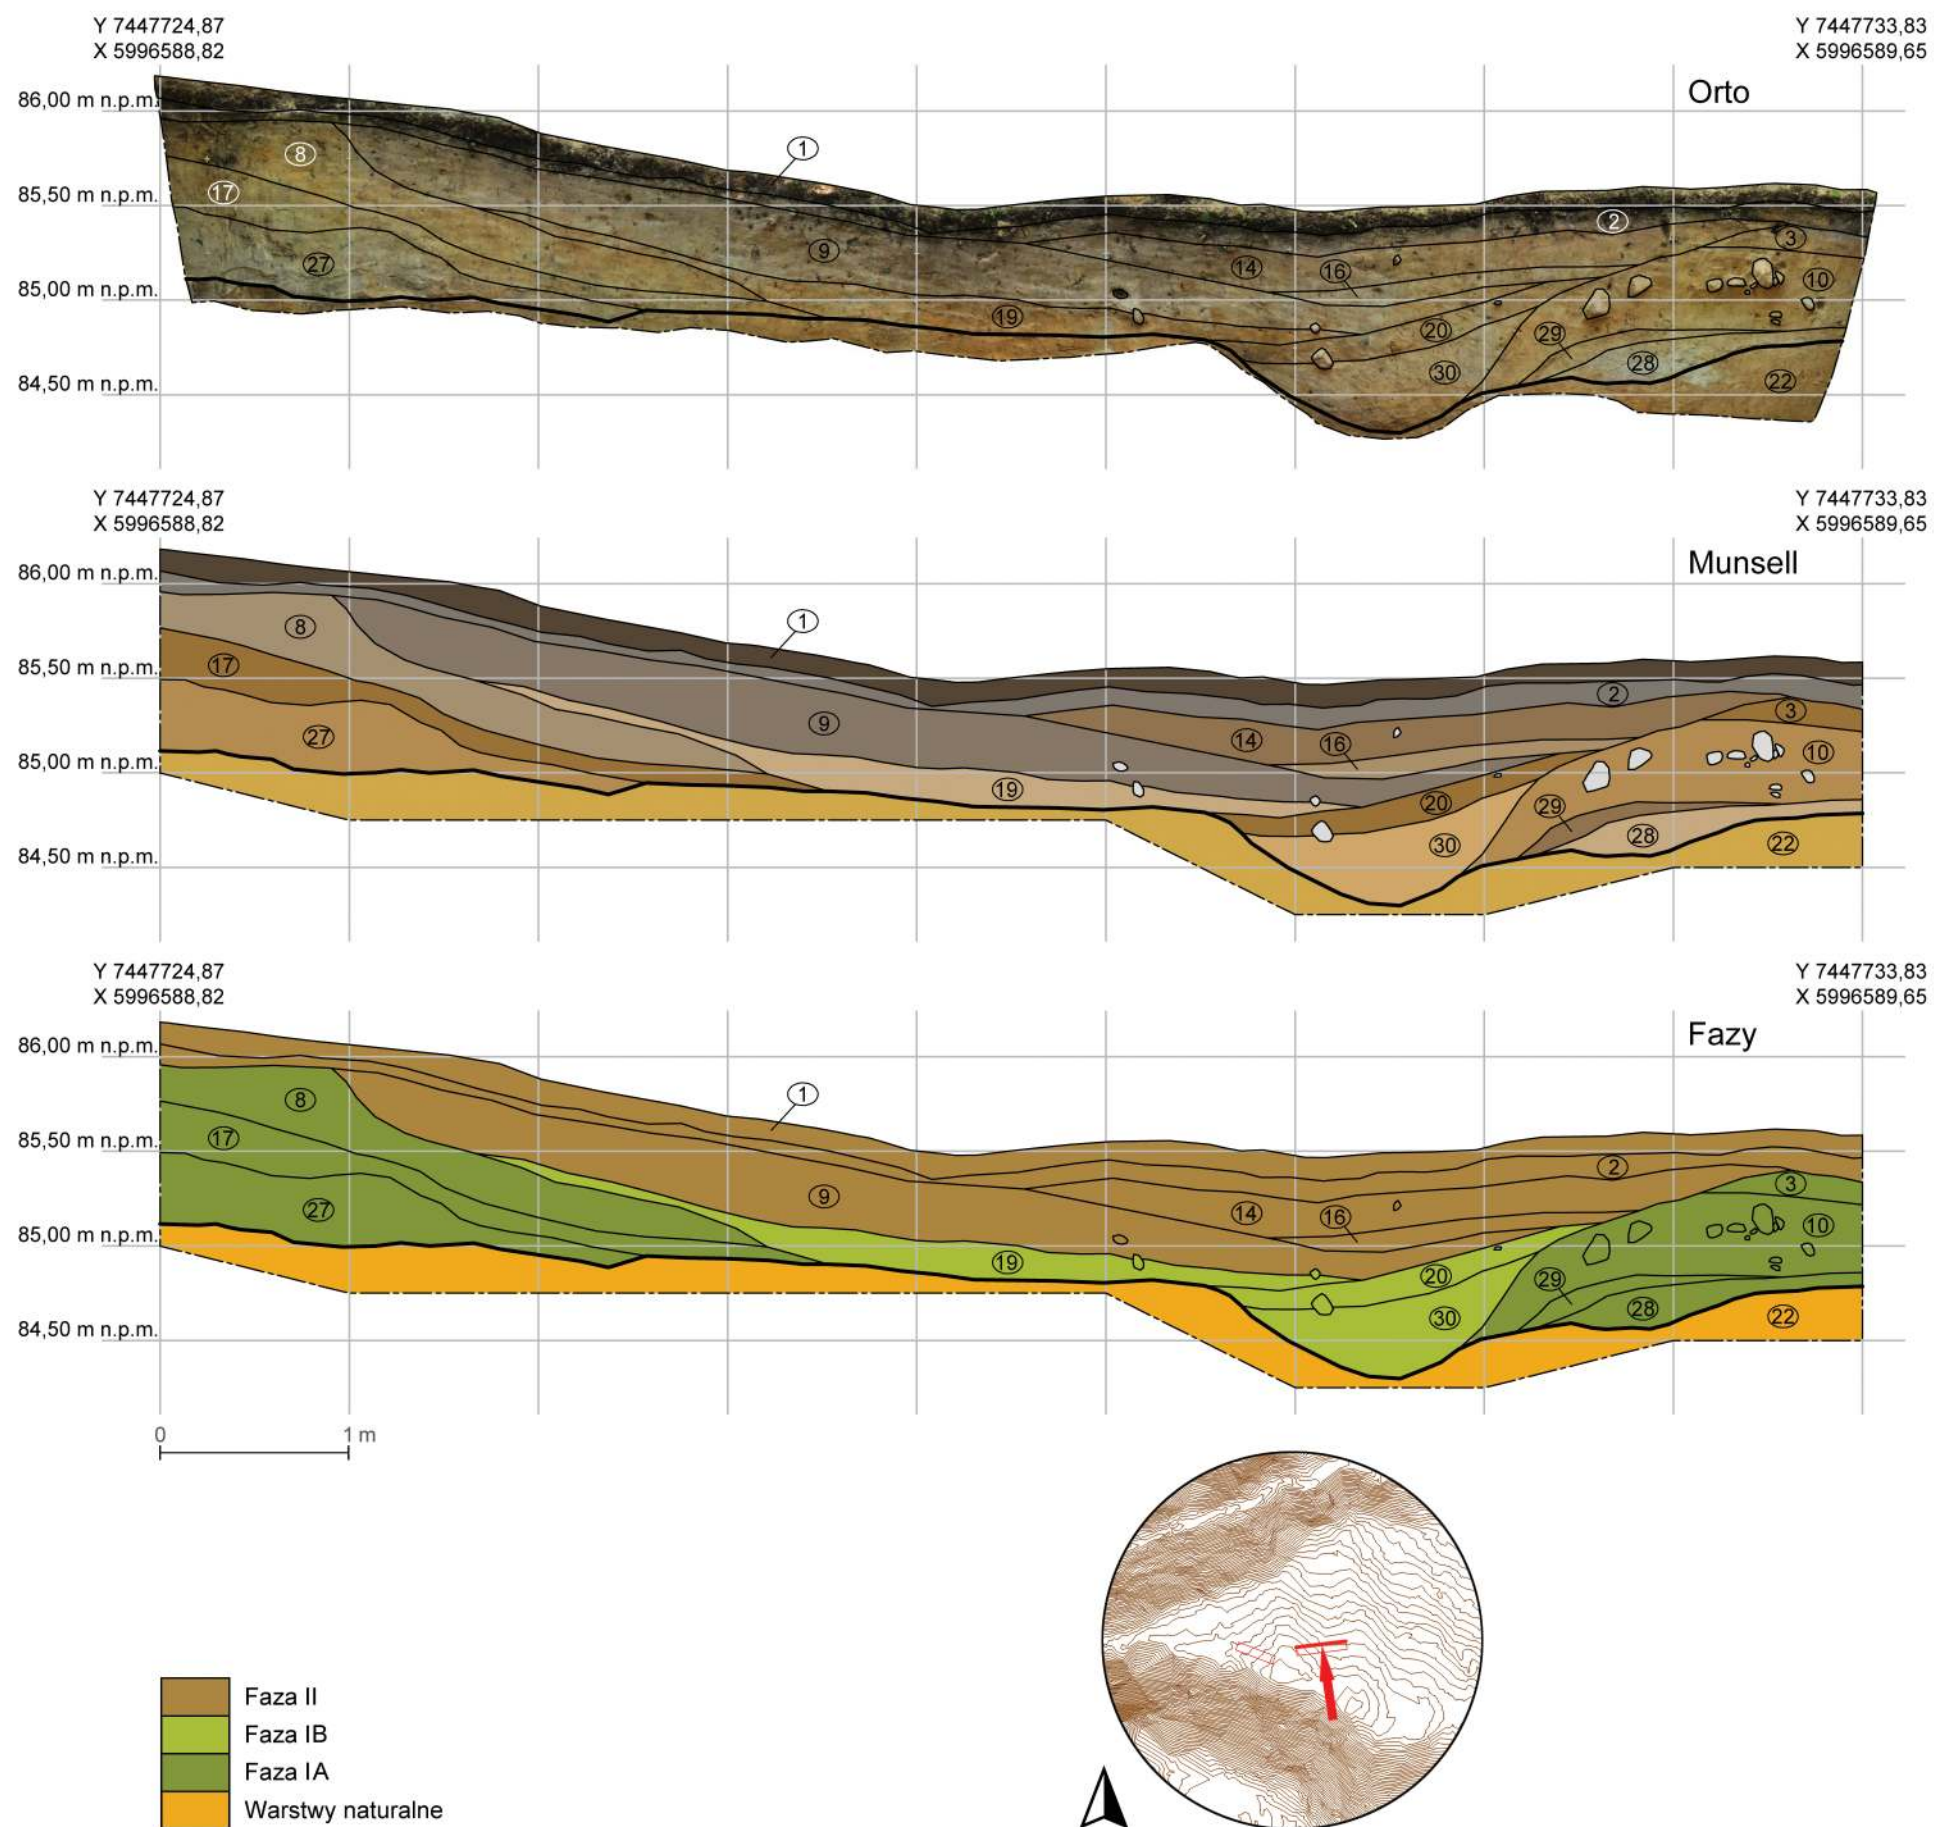 Y 7447724,87
X 5996588,82
Y 7447733,83
X 5996589,65
Orto
86,00 m n.p.m.
85,50 m n.p.m.
85,00 m n.p.m.
84,50 m n.p.m.
1
8
17
2
3
9
27
14
16
10
19
20
29
30
28
22
Y 7447724,87
X 5996588,82
Y 7447733,83
X 5996589,65
Munsell
86,00 m n.p.m.
85,50 m n.p.m.
85,00 m n.p.m.
84,50 m n.p.m.
1
8
17
2
3
9
27
14
16
10
19
20
29
30
28
22
Y 7447724,87
X 5996588,82
Y 7447733,83
X 5996589,65
Fazy
86,00 m n.p.m.
85,50 m n.p.m.
85,00 m n.p.m.
84,50 m n.p.m.
1
8
17
2
3
9
27
14
16
10
19
20
29
30
28
22
0 1 m
Faza II
Faza IB
Faza IA
Warstwy naturalne